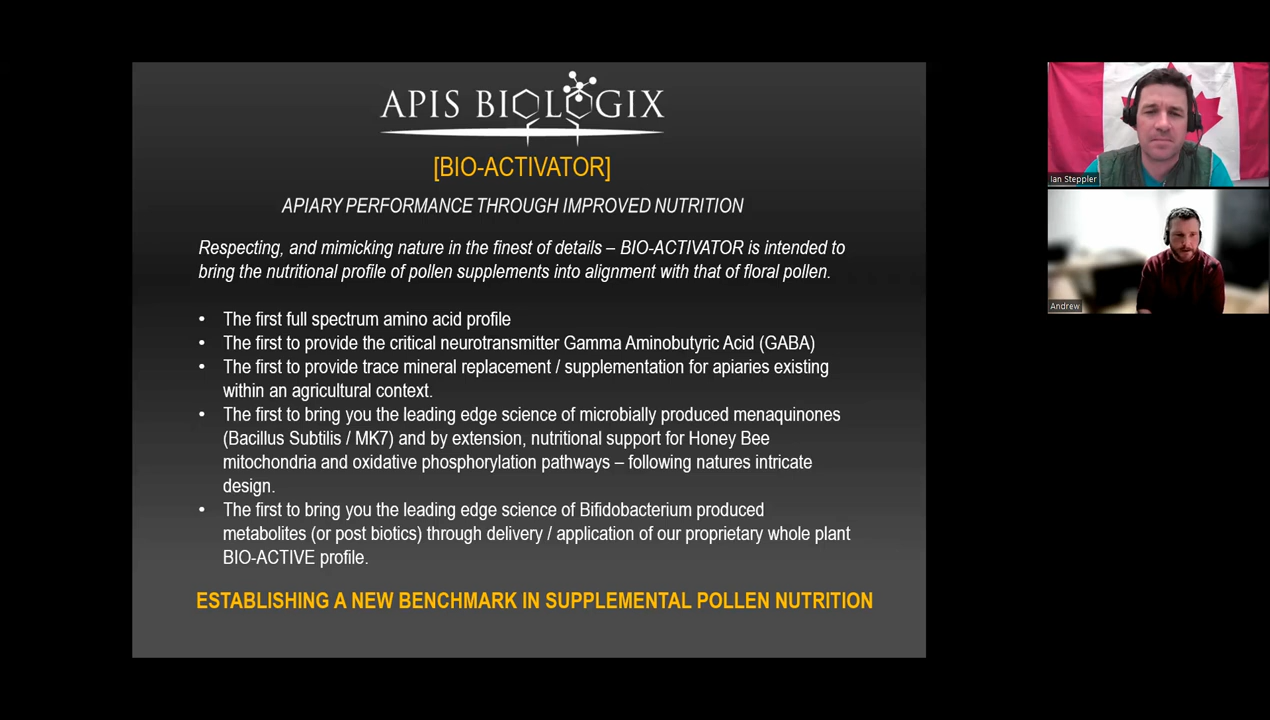 APIS BIOLOGIX
[BIO-ACTIVATOR]
APIARY PERFORMANCE THROUGH IMPROVED NUTRITION
Respecting, and mimicking nature in the finest of details – BIO-ACTIVATOR is intended to
bring the nutritional profile of pollen supplements into alignment with that of floral pollen.
• The first full spectrum amino acid profile
• The first to provide the critical neurotransmitter Gamma Aminobutyric Acid (GABA)
• The first to provide trace mineral replacement / supplementation for apiaries existing
within an agricultural context.
• The first to bring you the leading edge science of microbially produced menaquinones
(Bacillus Subtilis / MK7) and by extension, nutritional support for Honey Bee
mitochondria and oxidative phosphorylation pathways – following natures intricate
design.
• The first to bring you the leading edge science of Bifidobacterium produced
metabolites (or post biotics) through delivery / application of our proprietary whole plant
BIO-ACTIVE profile.
ESTABLISHING A NEW BENCHMARK IN SUPPLEMENTAL POLLEN NUTRITION
Ian Steppler
Andrew